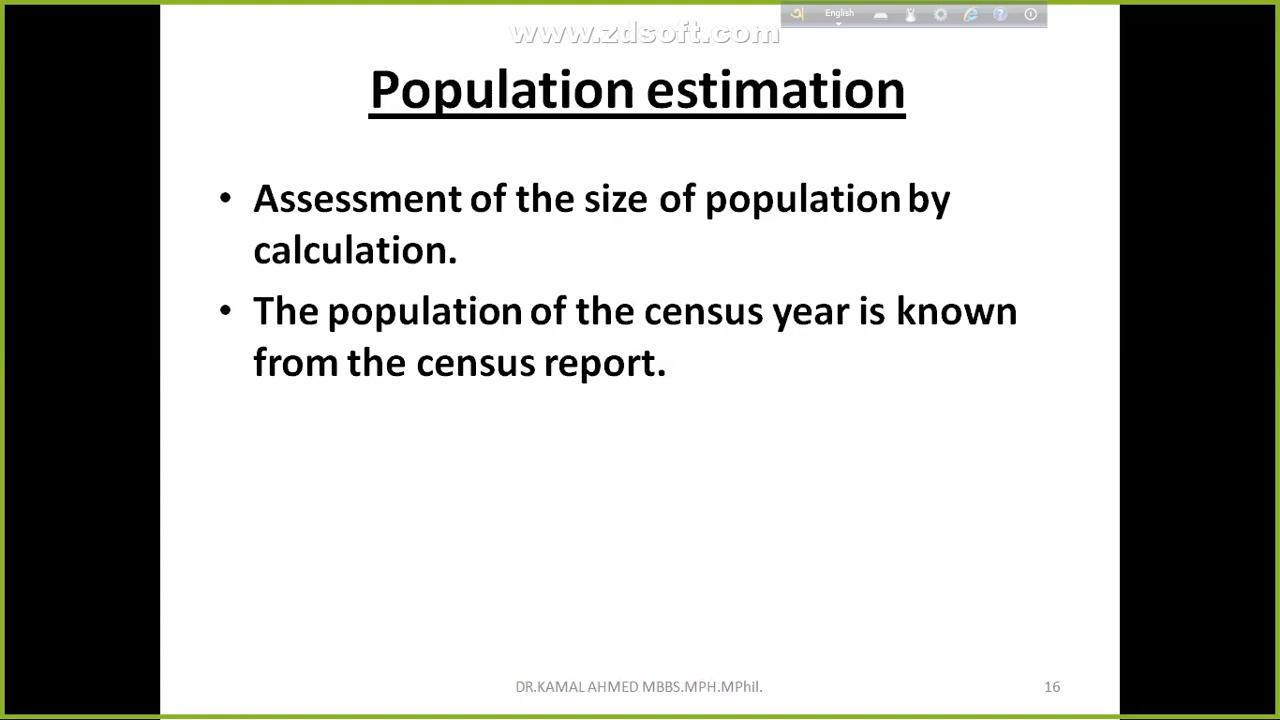 English
www.zdsoft.com
Population estimation
• Assessment of the size of population by
calculation.
• The population of the census year is known
from the census report.
DR.KAMAL AHMED MBBS.MPH.MPhil.
16